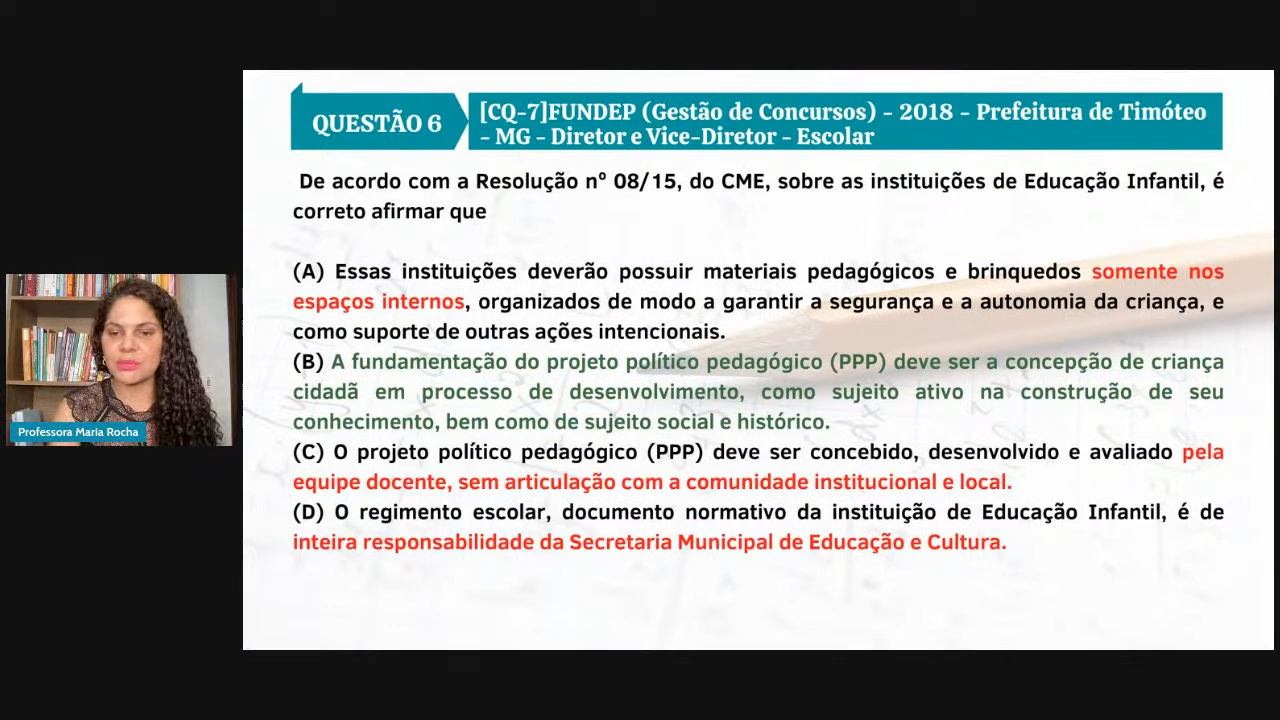 QUESTÃO 6
[CQ-7]FUNDEP (Gestão de Concursos) - 2018 - Prefeitura de Timóteo
- MG - Diretor e Vice-Diretor - Escolar
De acordo com a Resolução nº 08/15, do CME, sobre as instituições de Educação Infantil, é
correto afirmar que
(A) Essas instituições deverão possuir materiais pedagógicos e brinquedos somente nos
espaços internos, organizados de modo a garantir a segurança e a autonomia da criança, e
como suporte de outras ações intencionais.
(B) A fundamentação do projeto político pedagógico (PPP) deve ser a concepção de criança
cidadã em processo de desenvolvimento, como sujeito ativo na construção de seu
conhecimento, bem como de sujeito social e histórico.
(C) O projeto político pedagógico (PPP) deve ser concebido, desenvolvido e avaliado pela
equipe docente, sem articulação com a comunidade institucional e local.
(D) O regimento escolar, documento normativo da instituição de Educação Infantil, é de
inteira responsabilidade da Secretaria Municipal de Educação e Cultura.
Professora Maria Rocha